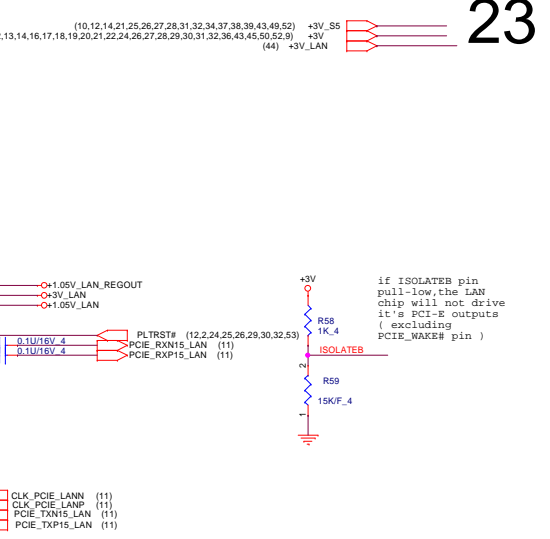 23
(10,12,14,21,25,26,27,28,31,32,34,37,38,39,43,49,52) +3V_S5
,13,14,16,17,18,19,20,21,22,24,26,27,28,29,30,31,32,36,43,45,50,52,9) +3V
(44) +3V_LAN
+1.05V_LAN_REGOUT
+3V_LAN
+1.05V_LAN
+3V
if ISOLATEB pin
pull-low,the LAN
chip will not drive
it's PCI-E outputs
( excluding
PCIE_WAKE# pin )
R58
1K_4
PLTRST# (12,2,24,25,26,29,30,32,53)
0.1U/16V_4 PCIE_RXN15_LAN (11)
0.1U/16V_4 PCIE_RXP15_LAN (11)
ISOLATEB
2
R59
15K/F_4
1
CLK_PCIE_LANN (11)
CLK_PCIE_LANP (11)
PCIE_TXN15_LAN (11)
PCIE_TXP15_LAN (11)